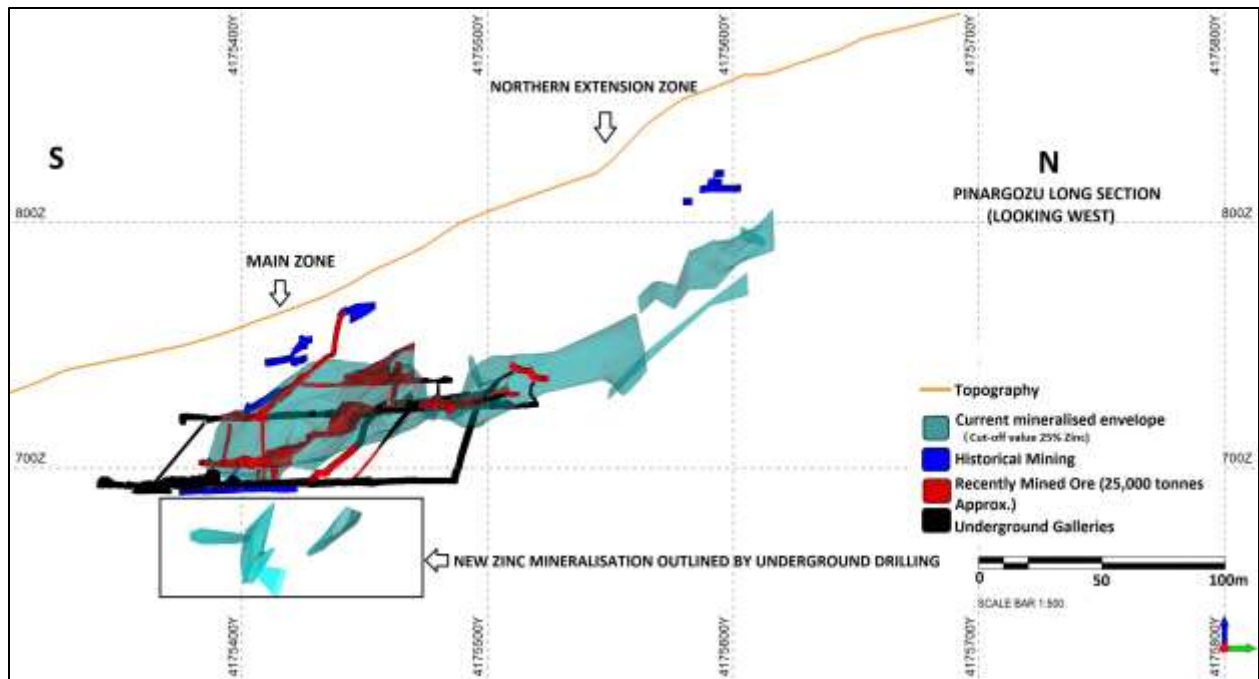 4175400Y
4175500Y
4175600Y
4175700Y
4175800Y
NORTHERN EXTENSION ZONE
S
N
PINARGOZU LONG SECTION
(LOOKING WEST)
800Z
800Z
MAIN ZONE
Topography
Current mineralised envelope
(Cut-off value 25% Zinc)
Historical Mining
Recently Mined Ore (25,000 tonnes
Approx.)
Underground Galleries
700Z
700Z
NEW ZINC MINERALISATION OUTLINED BY UNDERGROUND DRILLING
0 50 100m
SCALE BAR 1:500
4175400Y
4175500Y
4175600Y
4175700Y
4175800Y